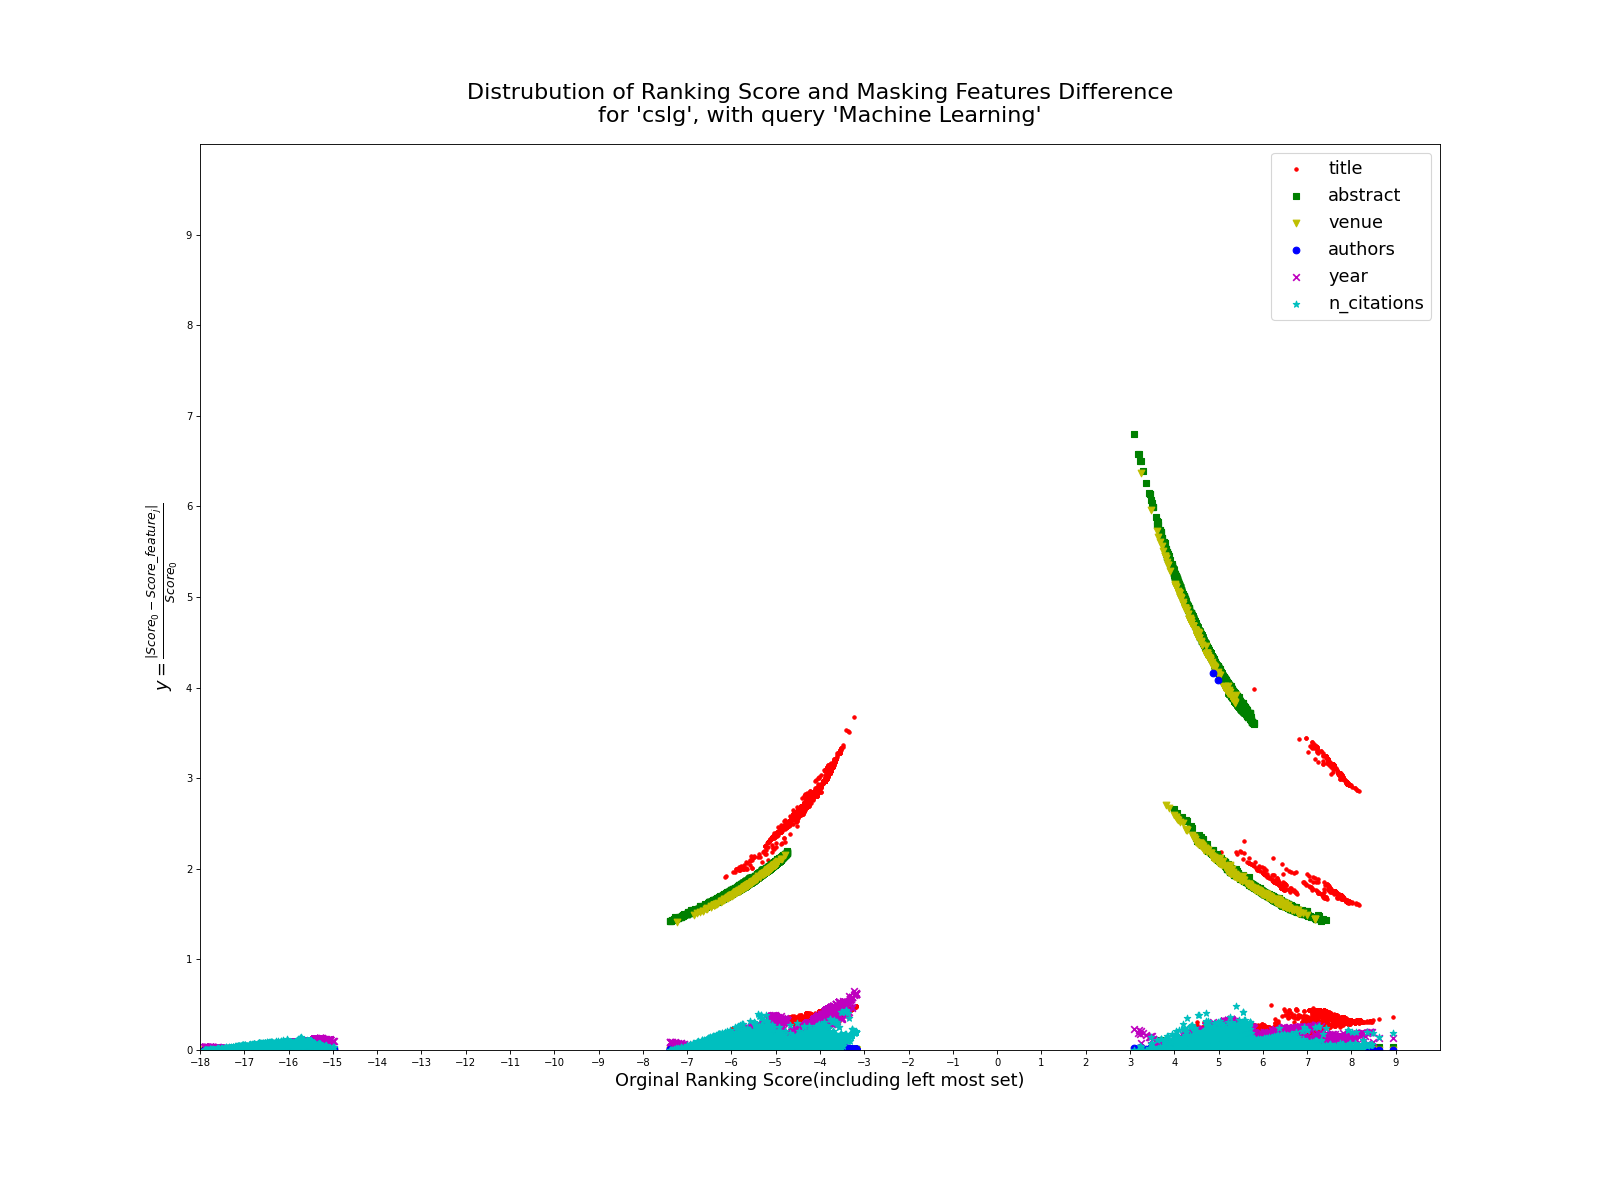 Distrubution of Ranking Score and Masking Features Difference
for 'cslg', with query 'Machine Learning'
title
abstract
venue
authors
year
n_citations
9
8
7
6
5
4
3
2
1
0
y = |Score₀ − Score_featureⱼ| / Score₀
−18 −17 −16 −15 −14 −13 −12 −11 −10 −9 −8 −7 −6 −5 −4 −3 −2 −1 0 1 2 3 4 5 6 7 8 9
Orginal Ranking Score(including left most set)